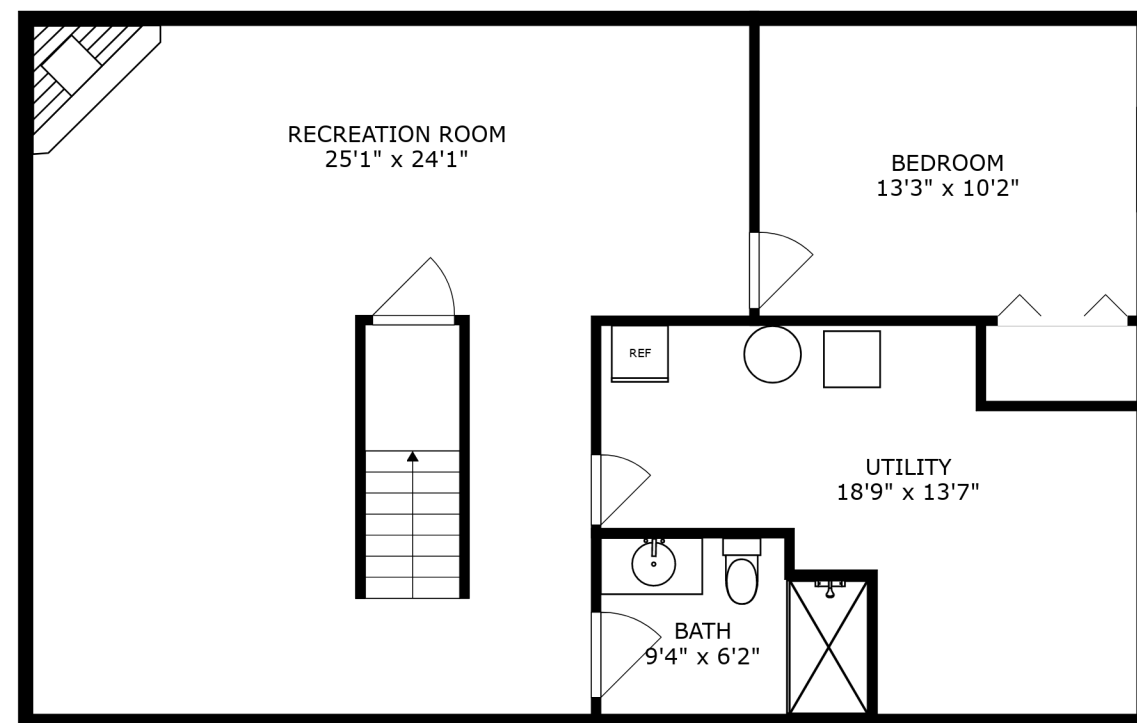 RECREATION ROOM
25'1" x 24'1"
BEDROOM
13'3" x 10'2"
REF
UTILITY
18'9" x 13'7"
BATH
9'4" x 6'2"